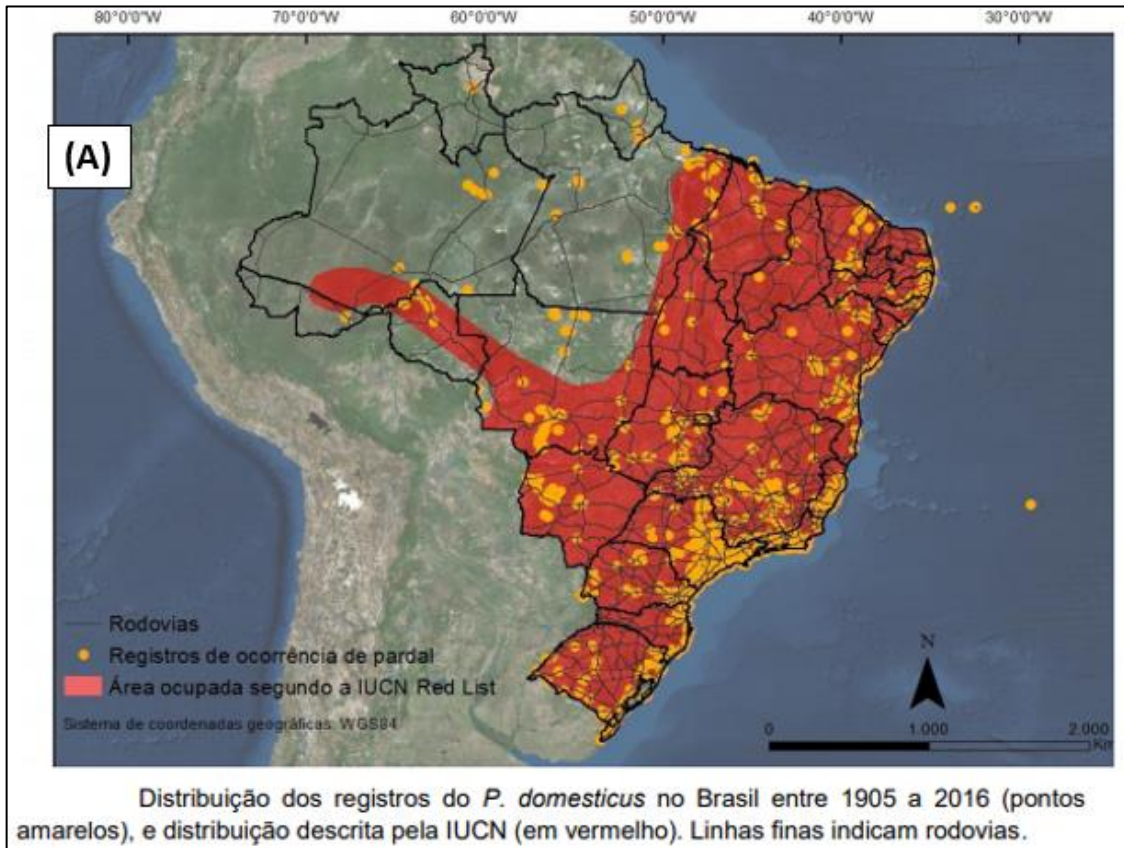 80°0'0"W 70°0'0"W 60°0'0"W 50°0'0"W 40°0'0"W 30°0'0"W
(A)
Rodovias
Registros de ocorrência de pardal
Área ocupada segundo a IUCN Red List
Sistema de coordenadas geográficas: WGS84
N
0 1.000 2.000
Km
Distribuição dos registros do P. domesticus no Brasil entre 1905 a 2016 (pontos
amarelos), e distribuição descrita pela IUCN (em vermelho). Linhas finas indicam rodovias.